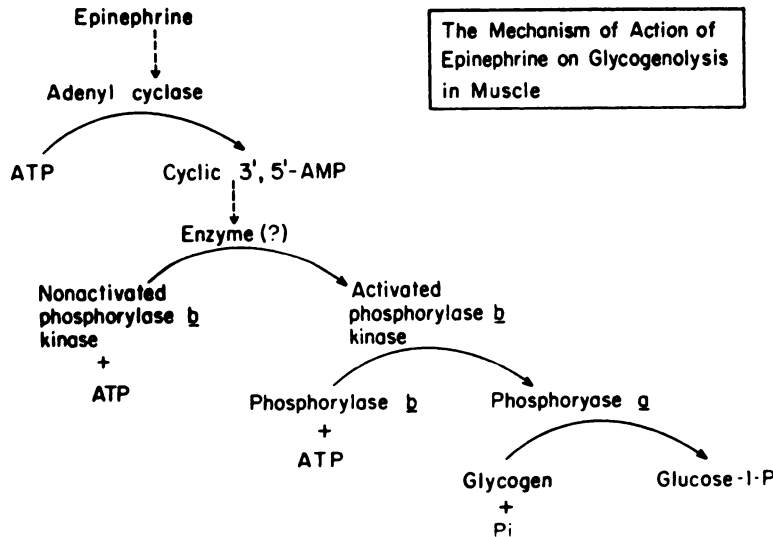 Epinephrine
The Mechanism of Action of
Epinephrine on Glycogenolysis
in Muscle
Adenyl cyclase
ATP
Cyclic 3', 5'-AMP
Enzyme (?)
Nonactivated
phosphorylase b
kinase
+
ATP
Activated
phosphorylase b
kinase
Phosphorylase b
+
ATP
Phosphoryase a
Glycogen
+
Pi
Glucose-1-P